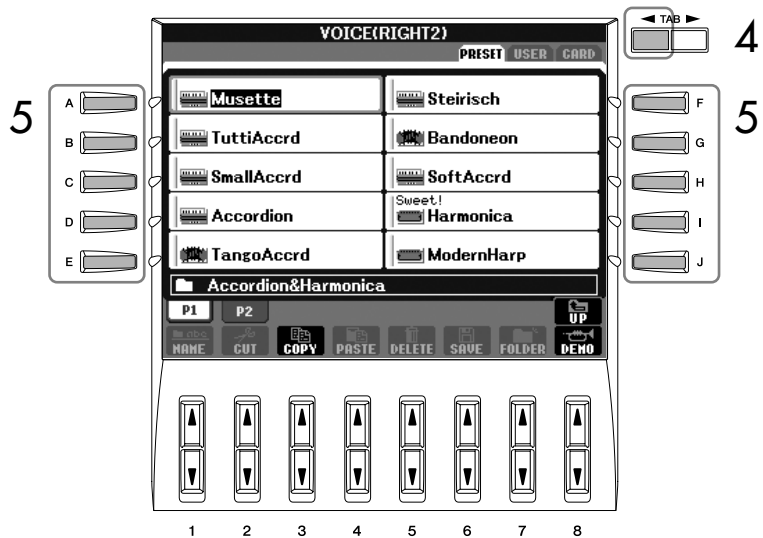 VOICE(RIGHT2)
PRESET USER CARD
TAB
4
5
A
B
C
D
E
Musette
TuttiAccrd
SmallAccrd
Accordion
TangoAccrd
Steirisch
Bandoneon
SoftAccrd
Sweet!
Harmonica
ModernHarp
F
G
H
I
J
5
Accordion&Harmonica
P1 P2
UP
abc
NAME CUT COPY PASTE DELETE SAVE FOLDER DEMO
1 2 3 4 5 6 7 8